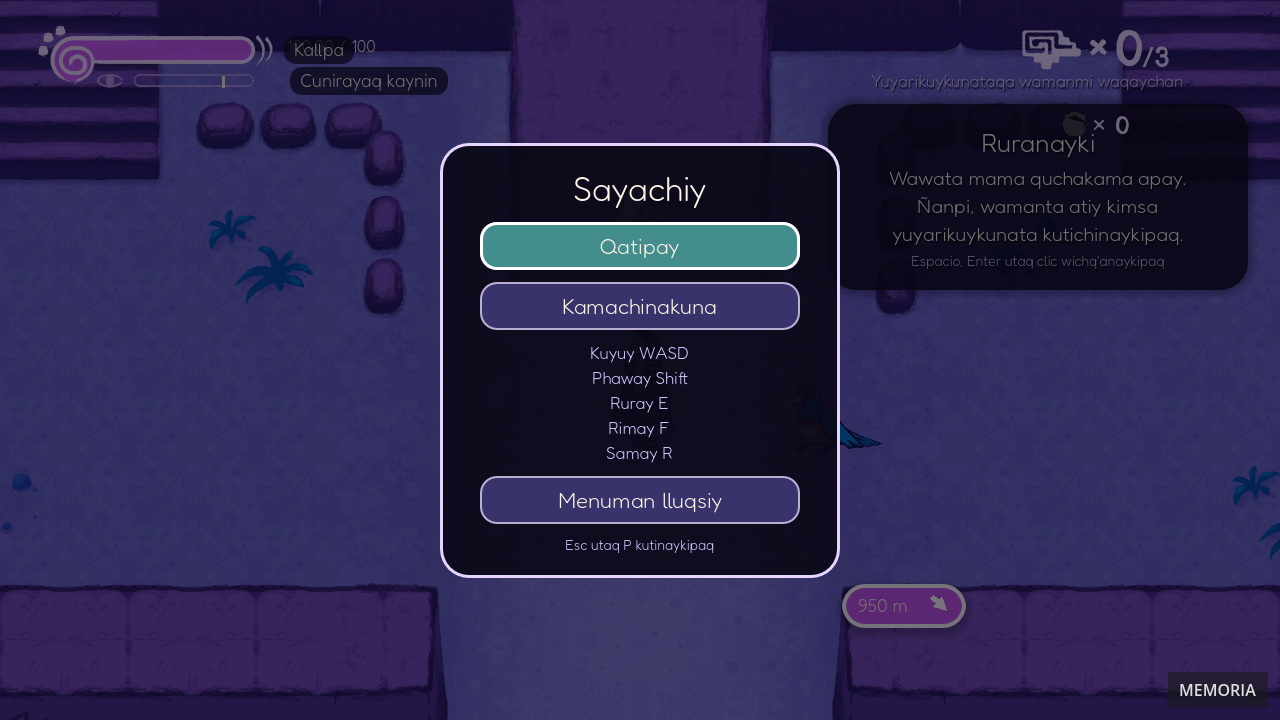 Kallpa
100
Cunirayaq kaynin
× 0/3
Yuyarikuykunataqa wamanmi waqaychan
× 0
Ruranayki
Wawata mama quchakama apay.
Ñanpi, wamanta atiy kimsa
yuyarikuykunata kutichinaykipaq.
Espacio, Enter utaq clic wichq'anaykipaq
Sayachiy
Qatipay
Kamachinakuna
Kuyuy WASD
Phaway Shift
Ruray E
Rimay F
Samay R
Menuman lluqsiy
Esc utaq P kutinaykipaq
950 m
MEMORIA